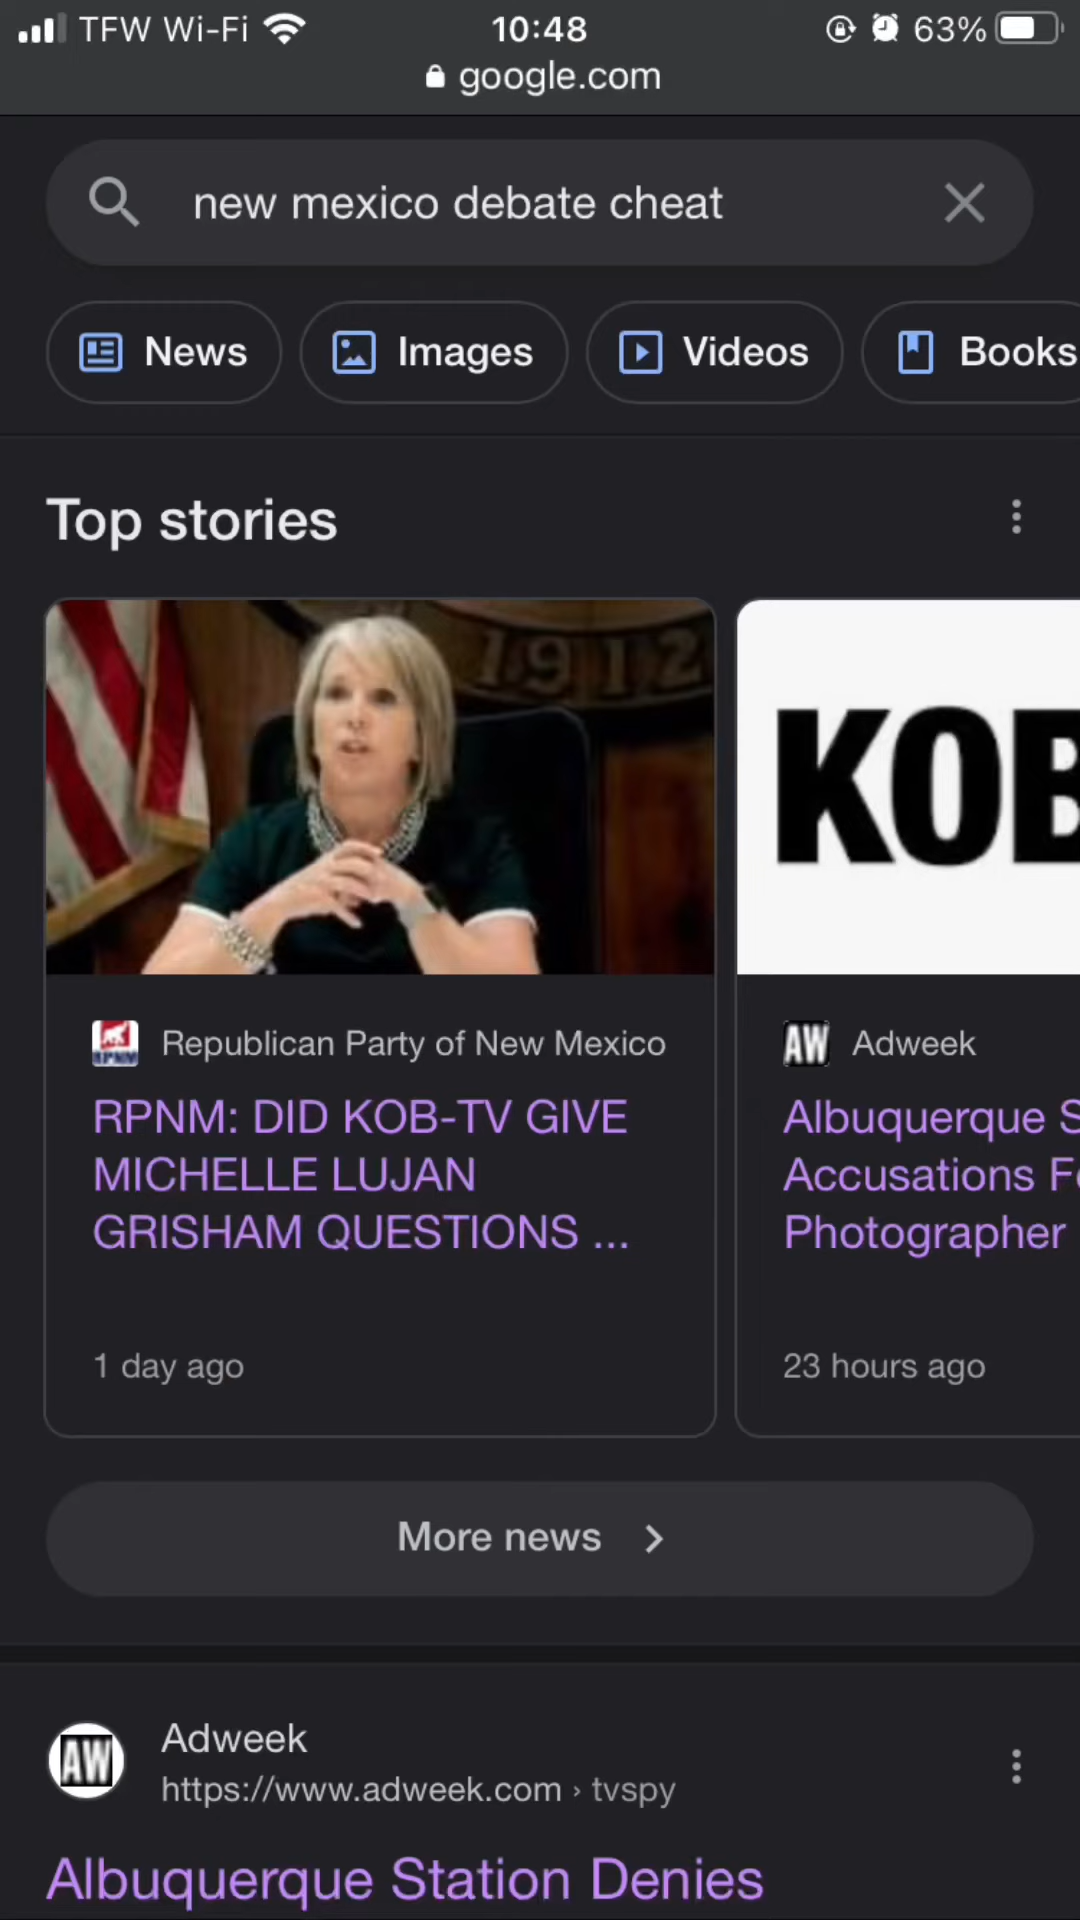 TFW Wi-Fi 10:48 63%
google.com
new mexico debate cheat
News Images Videos Books
Top stories
1912
KOB
Republican Party of New Mexico
RPNM: DID KOB-TV GIVE
MICHELLE LUJAN
GRISHAM QUESTIONS ...
1 day ago
AW Adweek
Albuquerque S
Accusations Fo
Photographer
23 hours ago
More news
AW Adweek
https://www.adweek.com › tvspy
Albuquerque Station Denies